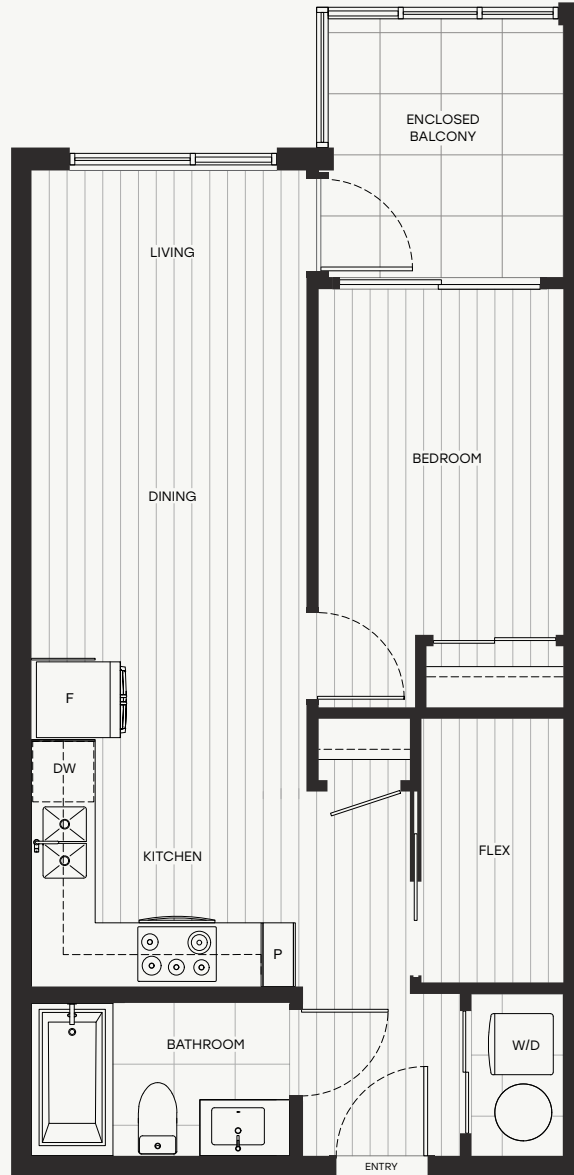 ENCLOSED
BALCONY
LIVING
BEDROOM
DINING
F
DW
KITCHEN
FLEX
P
BATHROOM
W/D
ENTRY